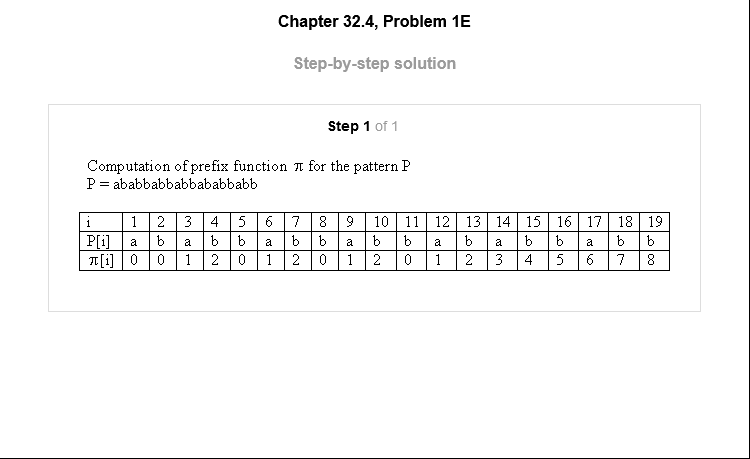 Chapter 32.4, Problem 1E
Step-by-step solution
Step 1 of 1
Computation of prefix function π for the pattern P
P = ababbabbabbababbabb
i 1 2 3 4 5 6 7 8 9 10 11 12 13 14 15 16 17 18 19
P[i] a b a b b a b b a b b a b a b b a b b
π[i] 0 0 1 2 0 1 2 0 1 2 0 1 2 3 4 5 6 7 8